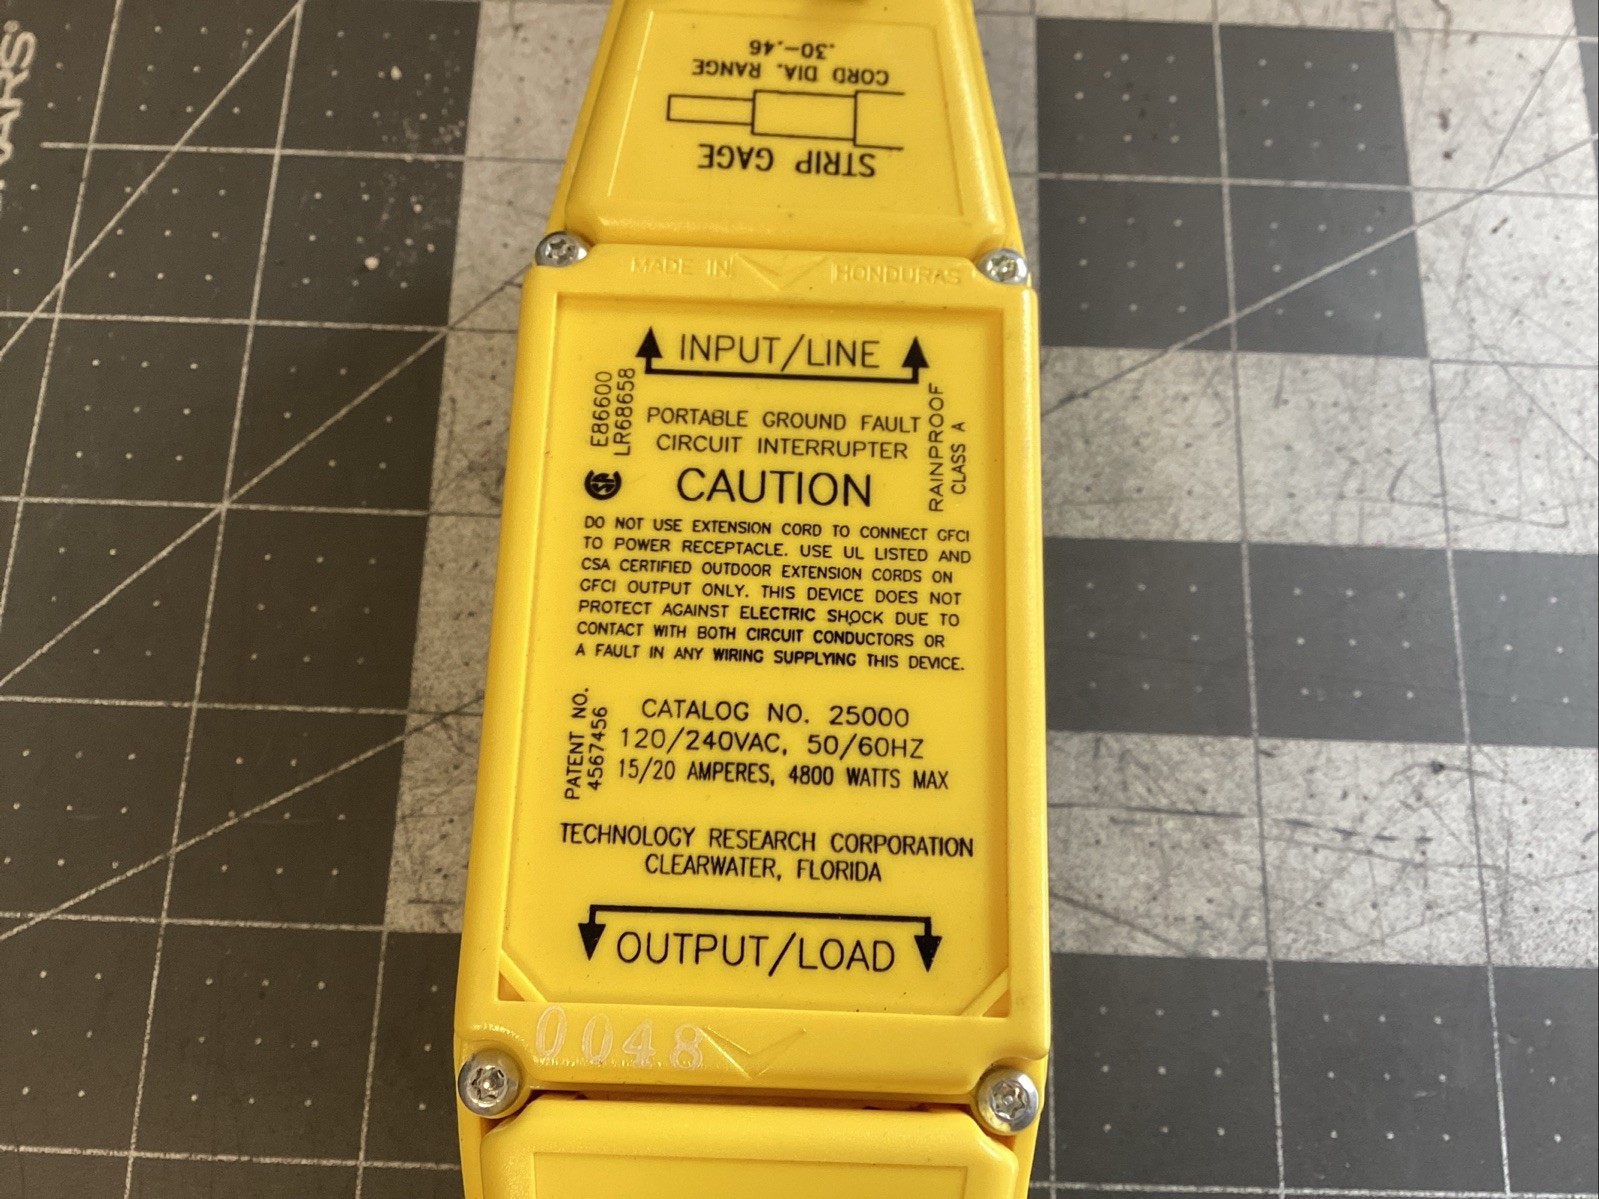 STRIP GAGE
CORD DIA. RANGE
.30-.46
MADE IN HONDURAS
INPUT/LINE
E86600
LR68658
PORTABLE GROUND FAULT
CIRCUIT INTERRUPTER
RAINPROOF
CLASS A
CAUTION
DO NOT USE EXTENSION CORD TO CONNECT GFCI
TO POWER RECEPTACLE. USE UL LISTED AND
CSA CERTIFIED OUTDOOR EXTENSION CORDS ON
GFCI OUTPUT ONLY. THIS DEVICE DOES NOT
PROTECT AGAINST ELECTRIC SHOCK DUE TO
CONTACT WITH BOTH CIRCUIT CONDUCTORS OR
A FAULT IN ANY WIRING SUPPLYING THIS DEVICE.
PATENT NO.
4567456
CATALOG NO. 25000
120/240VAC, 50/60HZ
15/20 AMPERES, 4800 WATTS MAX
TECHNOLOGY RESEARCH CORPORATION
CLEARWATER, FLORIDA
OUTPUT/LOAD
0048